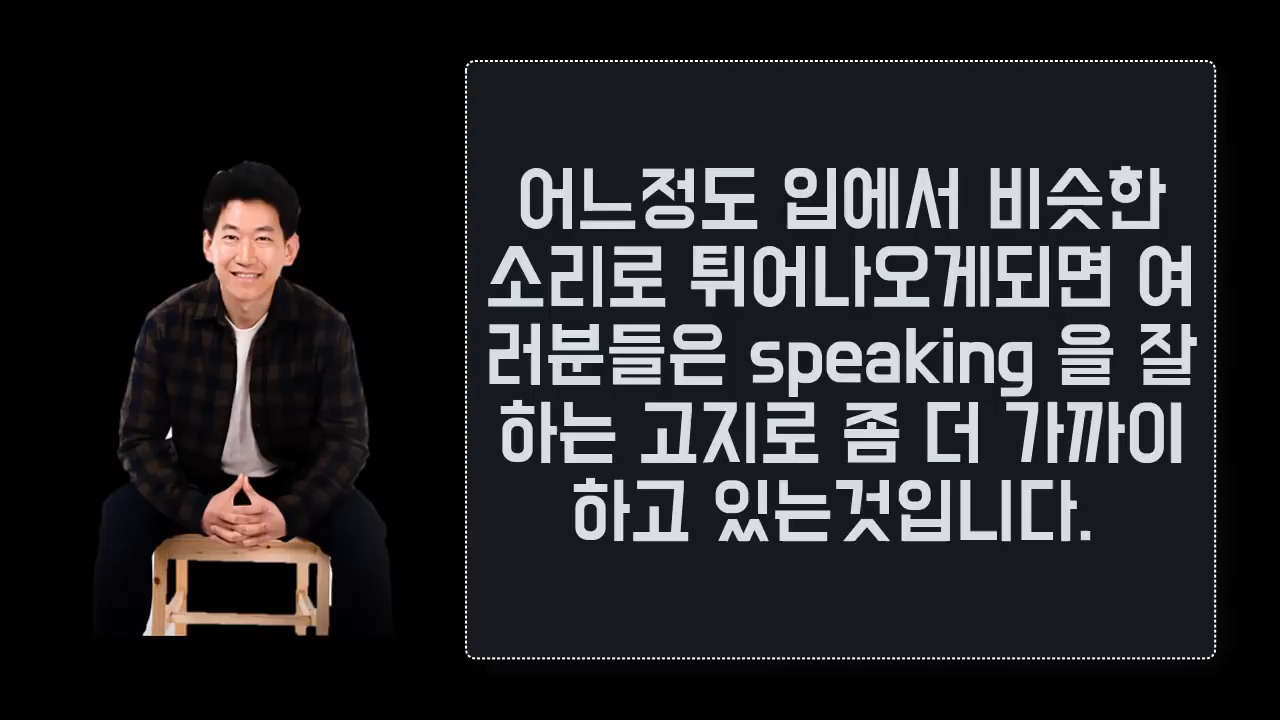 어느정도 입에서 비슷한
소리로 튀어나오게되면 여
러분들은 speaking 을 잘
하는 고지로 좀 더 가까이
하고 있는것입니다.